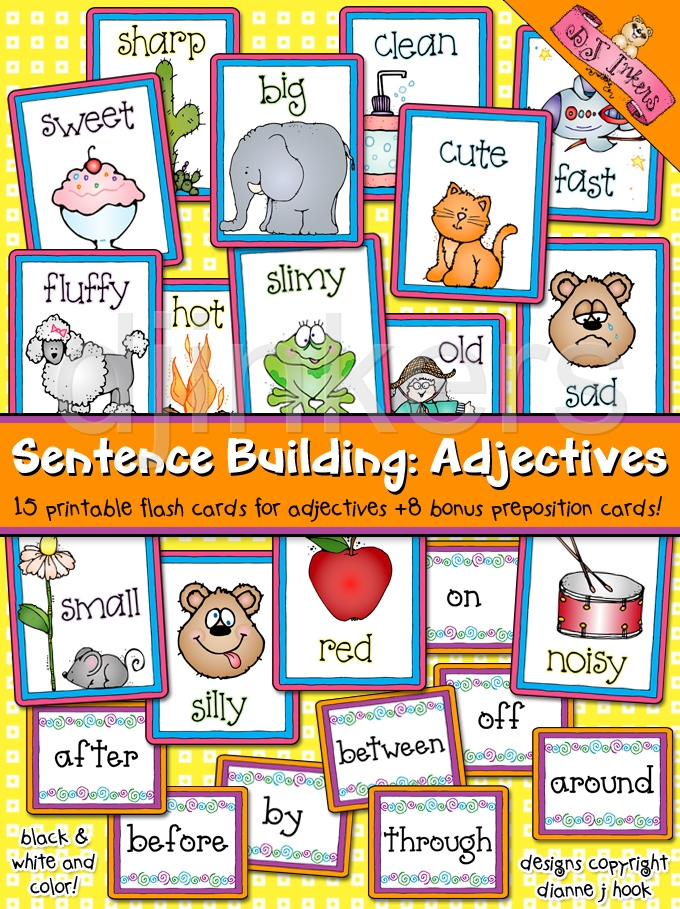 sharp
clean
DJ Inkers
big
sweet
cute
fast
fluffy
slimy
hot
old
sad
djinkers
Sentence Building: Adjectives
15 printable flash cards for adjectives +8 bonus preposition cards!
small
on
red
noisy
silly
off
between
after
around
by
before
through
black &
white and
color!
designs copyright
dianne j hook